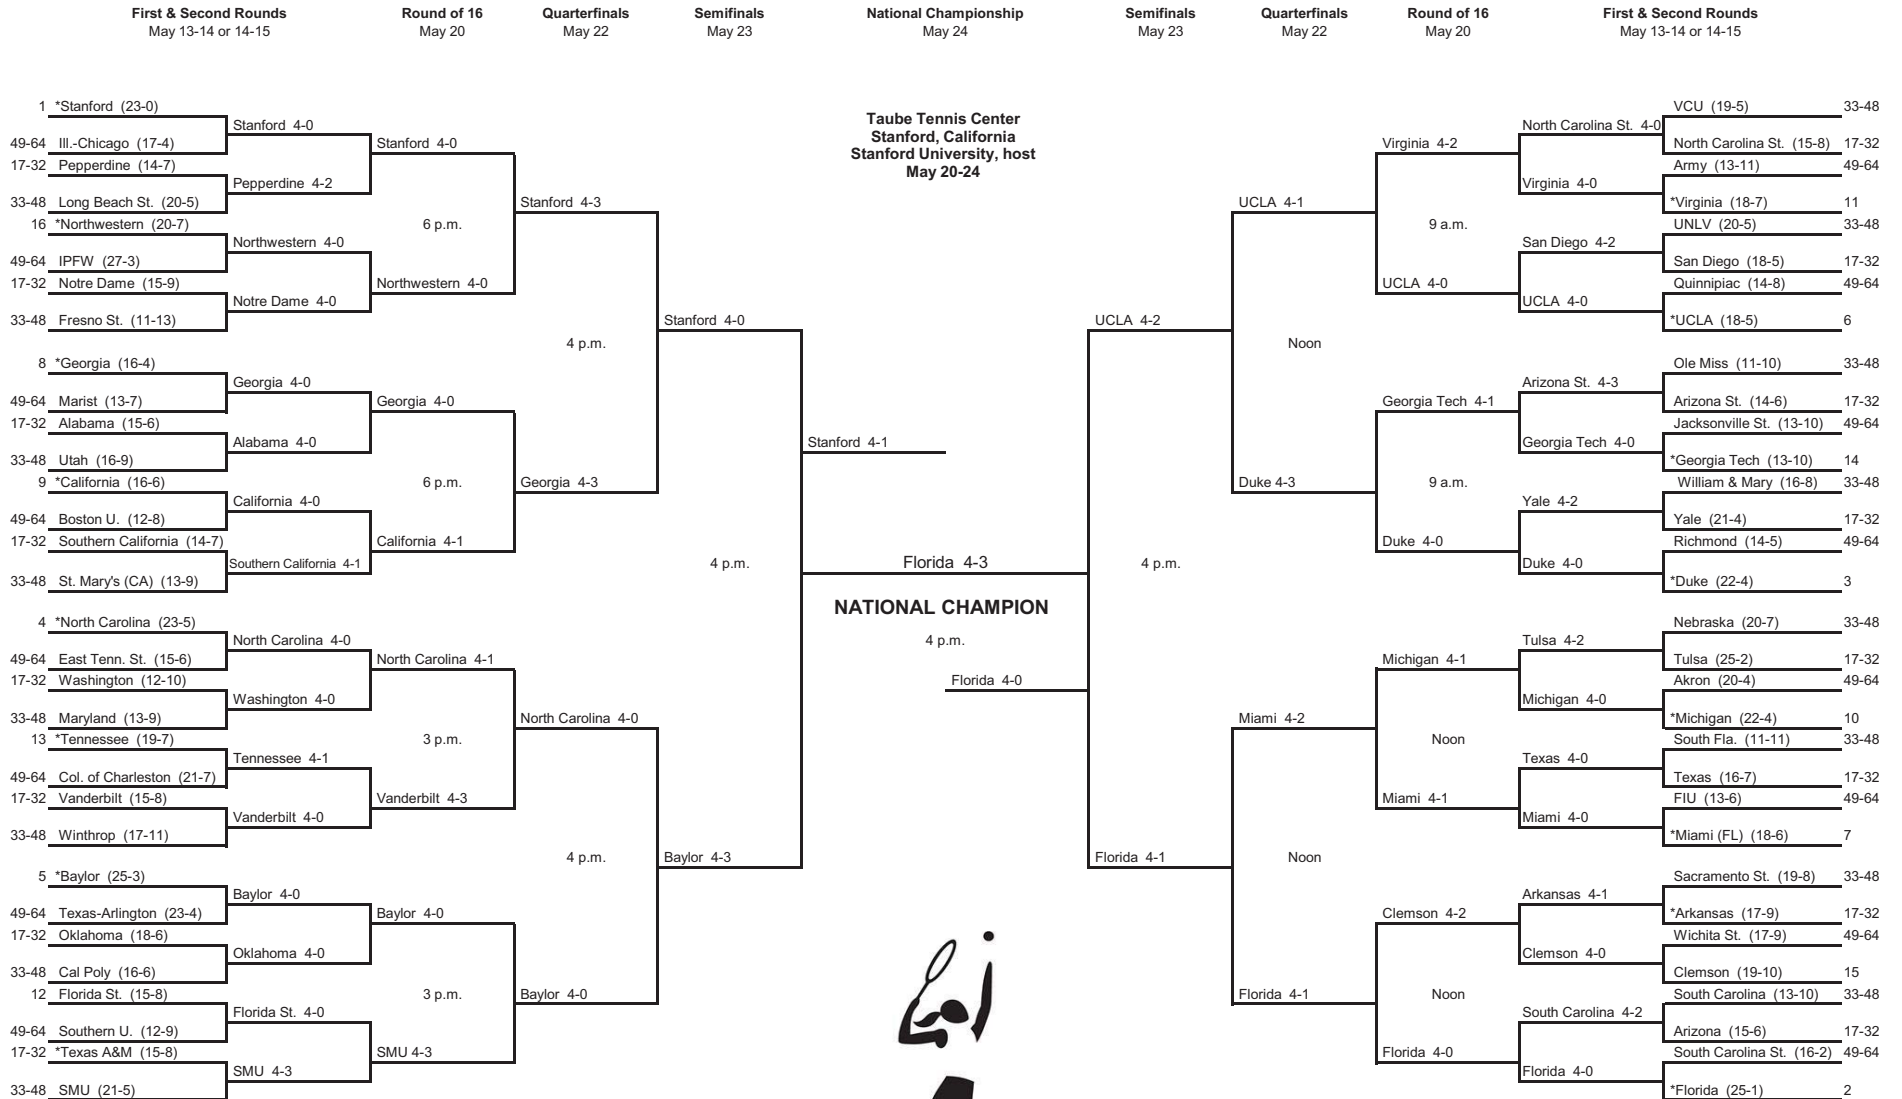 First & Second Rounds
May 13-14 or 14-15
Round of 16
May 20
Quarterfinals
May 22
Semifinals
May 23
National Championship
May 24
Semifinals
May 23
Quarterfinals
May 22
Round of 16
May 20
First & Second Rounds
May 13-14 or 14-15
Taube Tennis Center
Stanford, California
Stanford University, host
May 20-24
1 *Stanford (23-0)
49-64 Ill.-Chicago (17-4)
17-32 Pepperdine (14-7)
33-48 Long Beach St. (20-5)
16 *Northwestern (20-7)
49-64 IPFW (27-3)
17-32 Notre Dame (15-9)
33-48 Fresno St. (11-13)
8 *Georgia (16-4)
49-64 Marist (13-7)
17-32 Alabama (15-6)
33-48 Utah (16-9)
9 *California (16-6)
49-64 Boston U. (12-8)
17-32 Southern California (14-7)
33-48 St. Mary's (CA) (13-9)
4 *North Carolina (23-5)
49-64 East Tenn. St. (15-6)
17-32 Washington (12-10)
33-48 Maryland (13-9)
13 *Tennessee (19-7)
49-64 Col. of Charleston (21-7)
17-32 Vanderbilt (15-8)
33-48 Winthrop (17-11)
5 *Baylor (25-3)
49-64 Texas-Arlington (23-4)
17-32 Oklahoma (18-6)
33-48 Cal Poly (16-6)
12 Florida St. (15-8)
49-64 Southern U. (12-9)
17-32 *Texas A&M (15-8)
33-48 SMU (21-5)
Stanford 4-0
Pepperdine 4-2
Northwestern 4-0
Notre Dame 4-0
Georgia 4-0
Alabama 4-0
California 4-0
Southern California 4-1
North Carolina 4-0
Washington 4-0
Tennessee 4-1
Vanderbilt 4-0
Baylor 4-0
Oklahoma 4-0
Florida St. 4-0
SMU 4-3
Stanford 4-0
6 p.m.
Northwestern 4-0
Georgia 4-0
6 p.m.
California 4-1
North Carolina 4-1
3 p.m.
Vanderbilt 4-3
Baylor 4-0
3 p.m.
SMU 4-3
Stanford 4-3
4 p.m.
Georgia 4-3
North Carolina 4-0
4 p.m.
Baylor 4-0
Stanford 4-0
4 p.m.
Baylor 4-3
Stanford 4-1
Florida 4-3
NATIONAL CHAMPION
4 p.m.
Florida 4-0
UCLA 4-2
4 p.m.
Florida 4-1
UCLA 4-1
Noon
Duke 4-3
Miami 4-2
Noon
Florida 4-1
Virginia 4-2
9 a.m.
UCLA 4-0
Georgia Tech 4-1
9 a.m.
Duke 4-0
Michigan 4-1
Noon
Miami 4-1
Clemson 4-2
Noon
Florida 4-0
North Carolina St. 4-0
Virginia 4-0
San Diego 4-2
UCLA 4-0
Arizona St. 4-3
Georgia Tech 4-0
Yale 4-2
Duke 4-0
Tulsa 4-2
Michigan 4-0
Texas 4-0
Miami 4-0
Arkansas 4-1
Clemson 4-0
South Carolina 4-2
Florida 4-0
VCU (19-5) 33-48
North Carolina St. (15-8) 17-32
Army (13-11) 49-64
*Virginia (18-7) 11
UNLV (20-5) 33-48
San Diego (18-5) 17-32
Quinnipiac (14-8) 49-64
*UCLA (18-5) 6
Ole Miss (11-10) 33-48
Arizona St. (14-6) 17-32
Jacksonville St. (13-10) 49-64
*Georgia Tech (13-10) 14
William & Mary (16-8) 33-48
Yale (21-4) 17-32
Richmond (14-5) 49-64
*Duke (22-4) 3
Nebraska (20-7) 33-48
Tulsa (25-2) 17-32
Akron (20-4) 49-64
*Michigan (22-4) 10
South Fla. (11-11) 33-48
Texas (16-7) 17-32
FIU (13-6) 49-64
*Miami (FL) (18-6) 7
Sacramento St. (19-8) 33-48
*Arkansas (17-9) 17-32
Wichita St. (17-9) 49-64
Clemson (19-10) 15
South Carolina (13-10) 33-48
Arizona (15-6) 17-32
South Carolina St. (16-2) 49-64
*Florida (25-1) 2